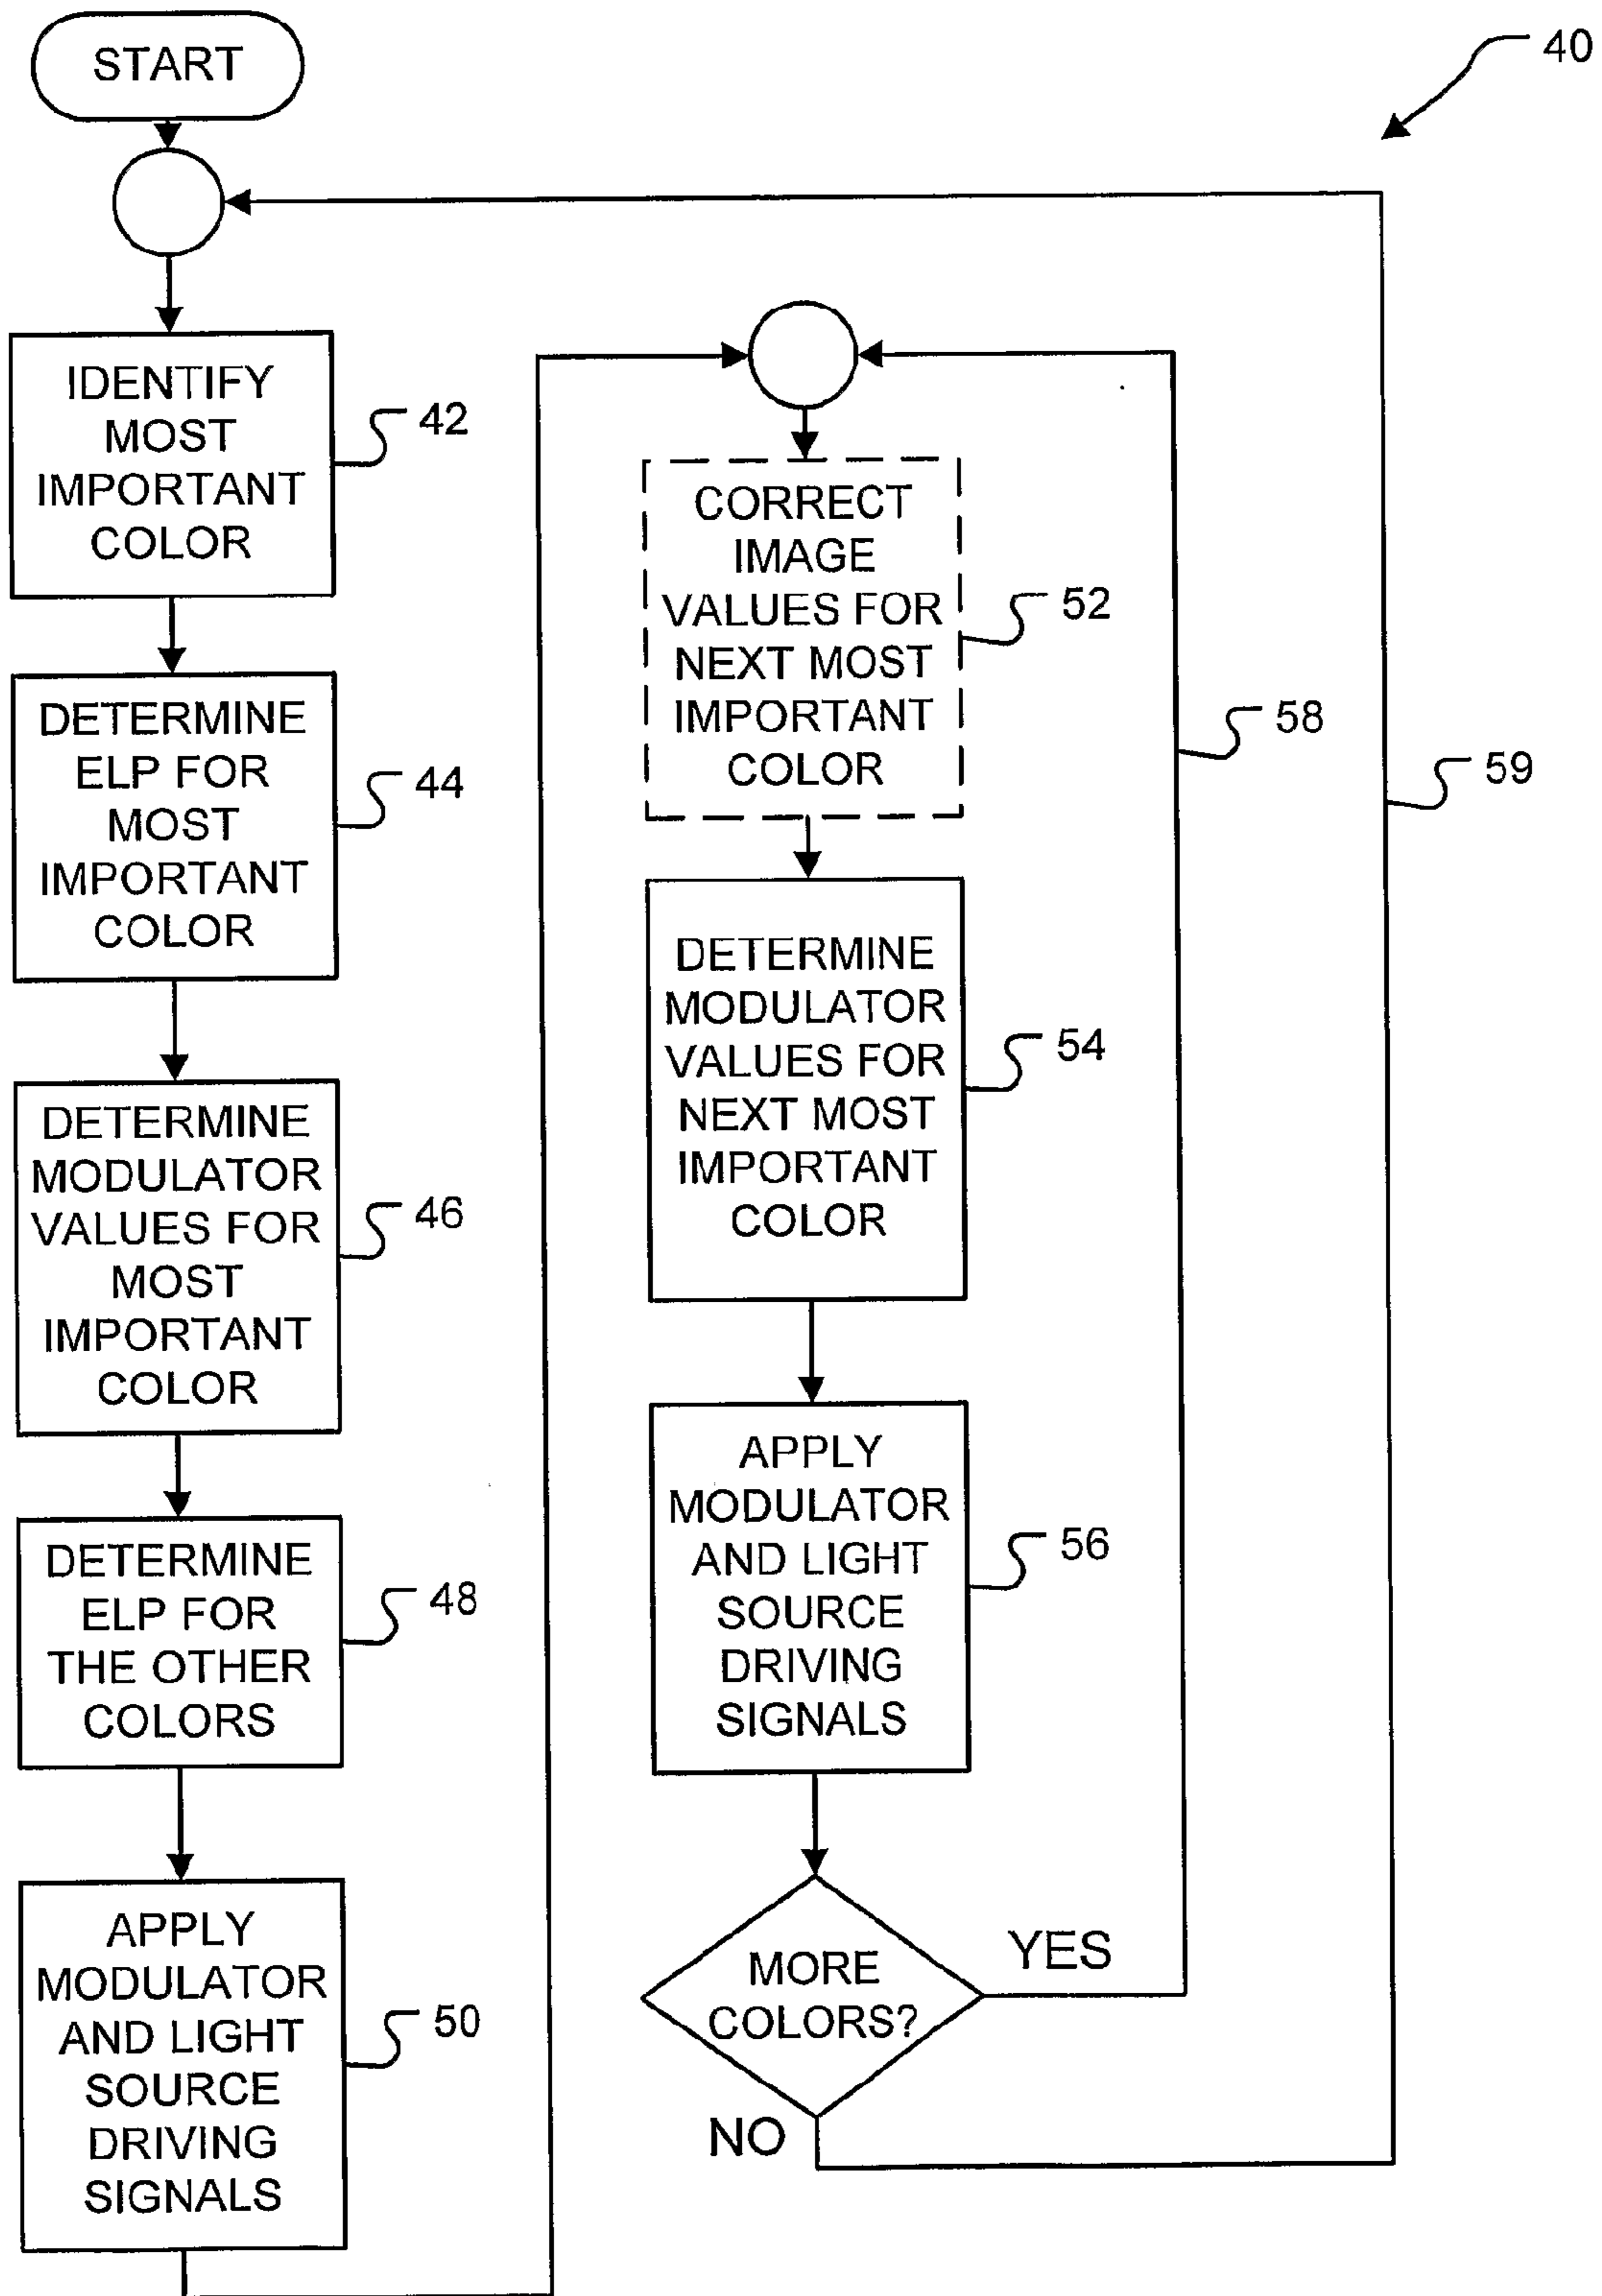 START
40
IDENTIFY
MOST
IMPORTANT
COLOR
42
DETERMINE
ELP FOR
MOST
IMPORTANT
COLOR
44
DETERMINE
MODULATOR
VALUES FOR
MOST
IMPORTANT
COLOR
46
DETERMINE
ELP FOR
THE OTHER
COLORS
48
APPLY
MODULATOR
AND LIGHT
SOURCE
DRIVING
SIGNALS
50
CORRECT
IMAGE
VALUES FOR
NEXT MOST
IMPORTANT
COLOR
52
DETERMINE
MODULATOR
VALUES FOR
NEXT MOST
IMPORTANT
COLOR
54
APPLY
MODULATOR
AND LIGHT
SOURCE
DRIVING
SIGNALS
56
MORE
COLORS?
YES
NO
58
59